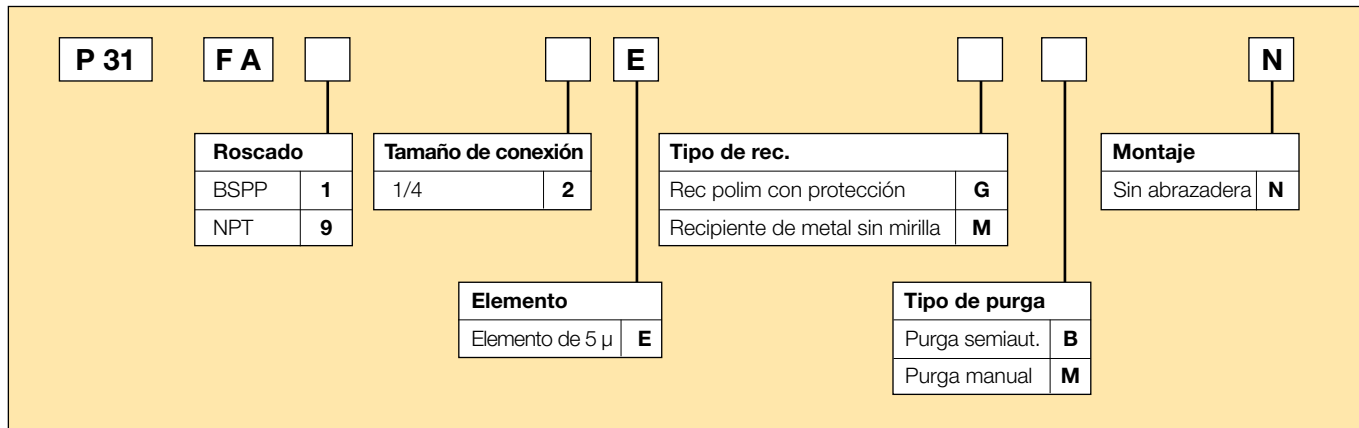 P 31 F A E N
Roscado
BSPP 1
NPT 9
Tamaño de conexión
1/4 2
Tipo de rec.
Rec polim con protección G
Recipiente de metal sin mirilla M
Montaje
Sin abrazadera N
Elemento
Elemento de 5 µ E
Tipo de purga
Purga semiaut. B
Purga manual M